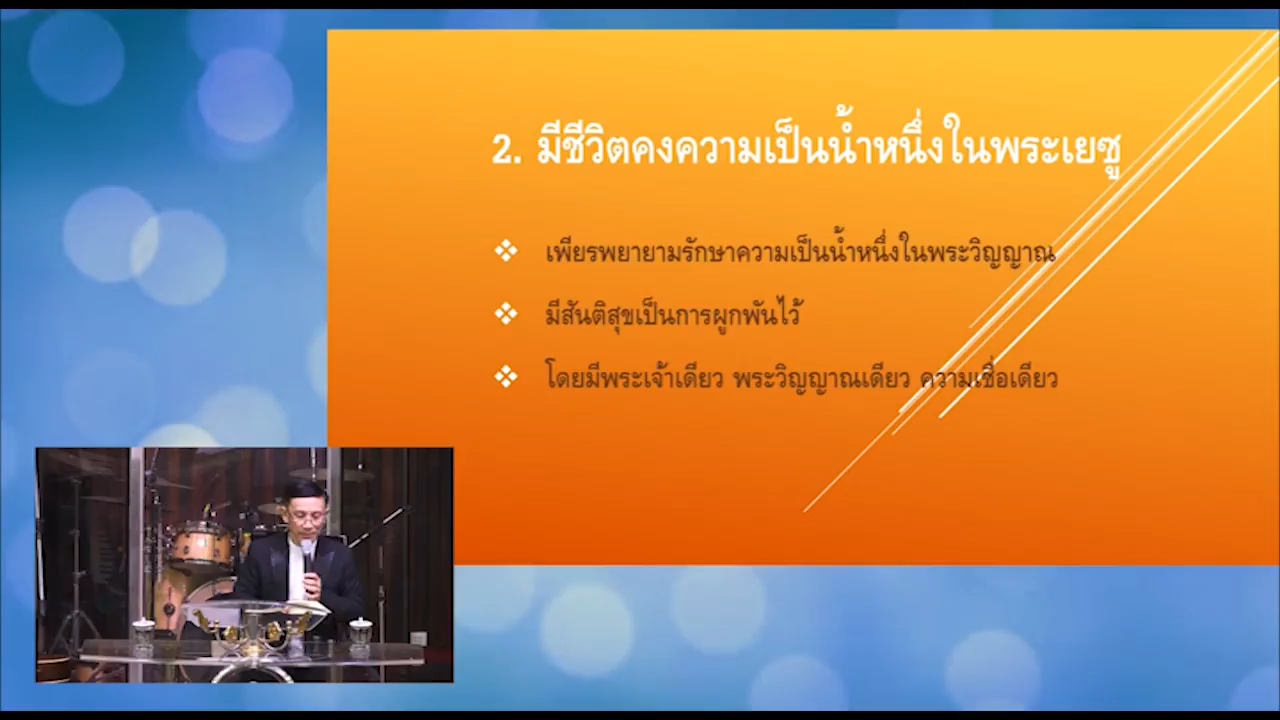 2. มีชีวิตคงความเป็นน้ำหนึ่งในพระเยซู
❖ เพียรพยายามรักษาความเป็นน้ำหนึ่งในพระวิญญาณ
❖ มีสันติสุขเป็นการผูกพันไว้
❖ โดยมีพระเจ้าเดียว พระวิญญาณเดียว ความเชื่อเดียว